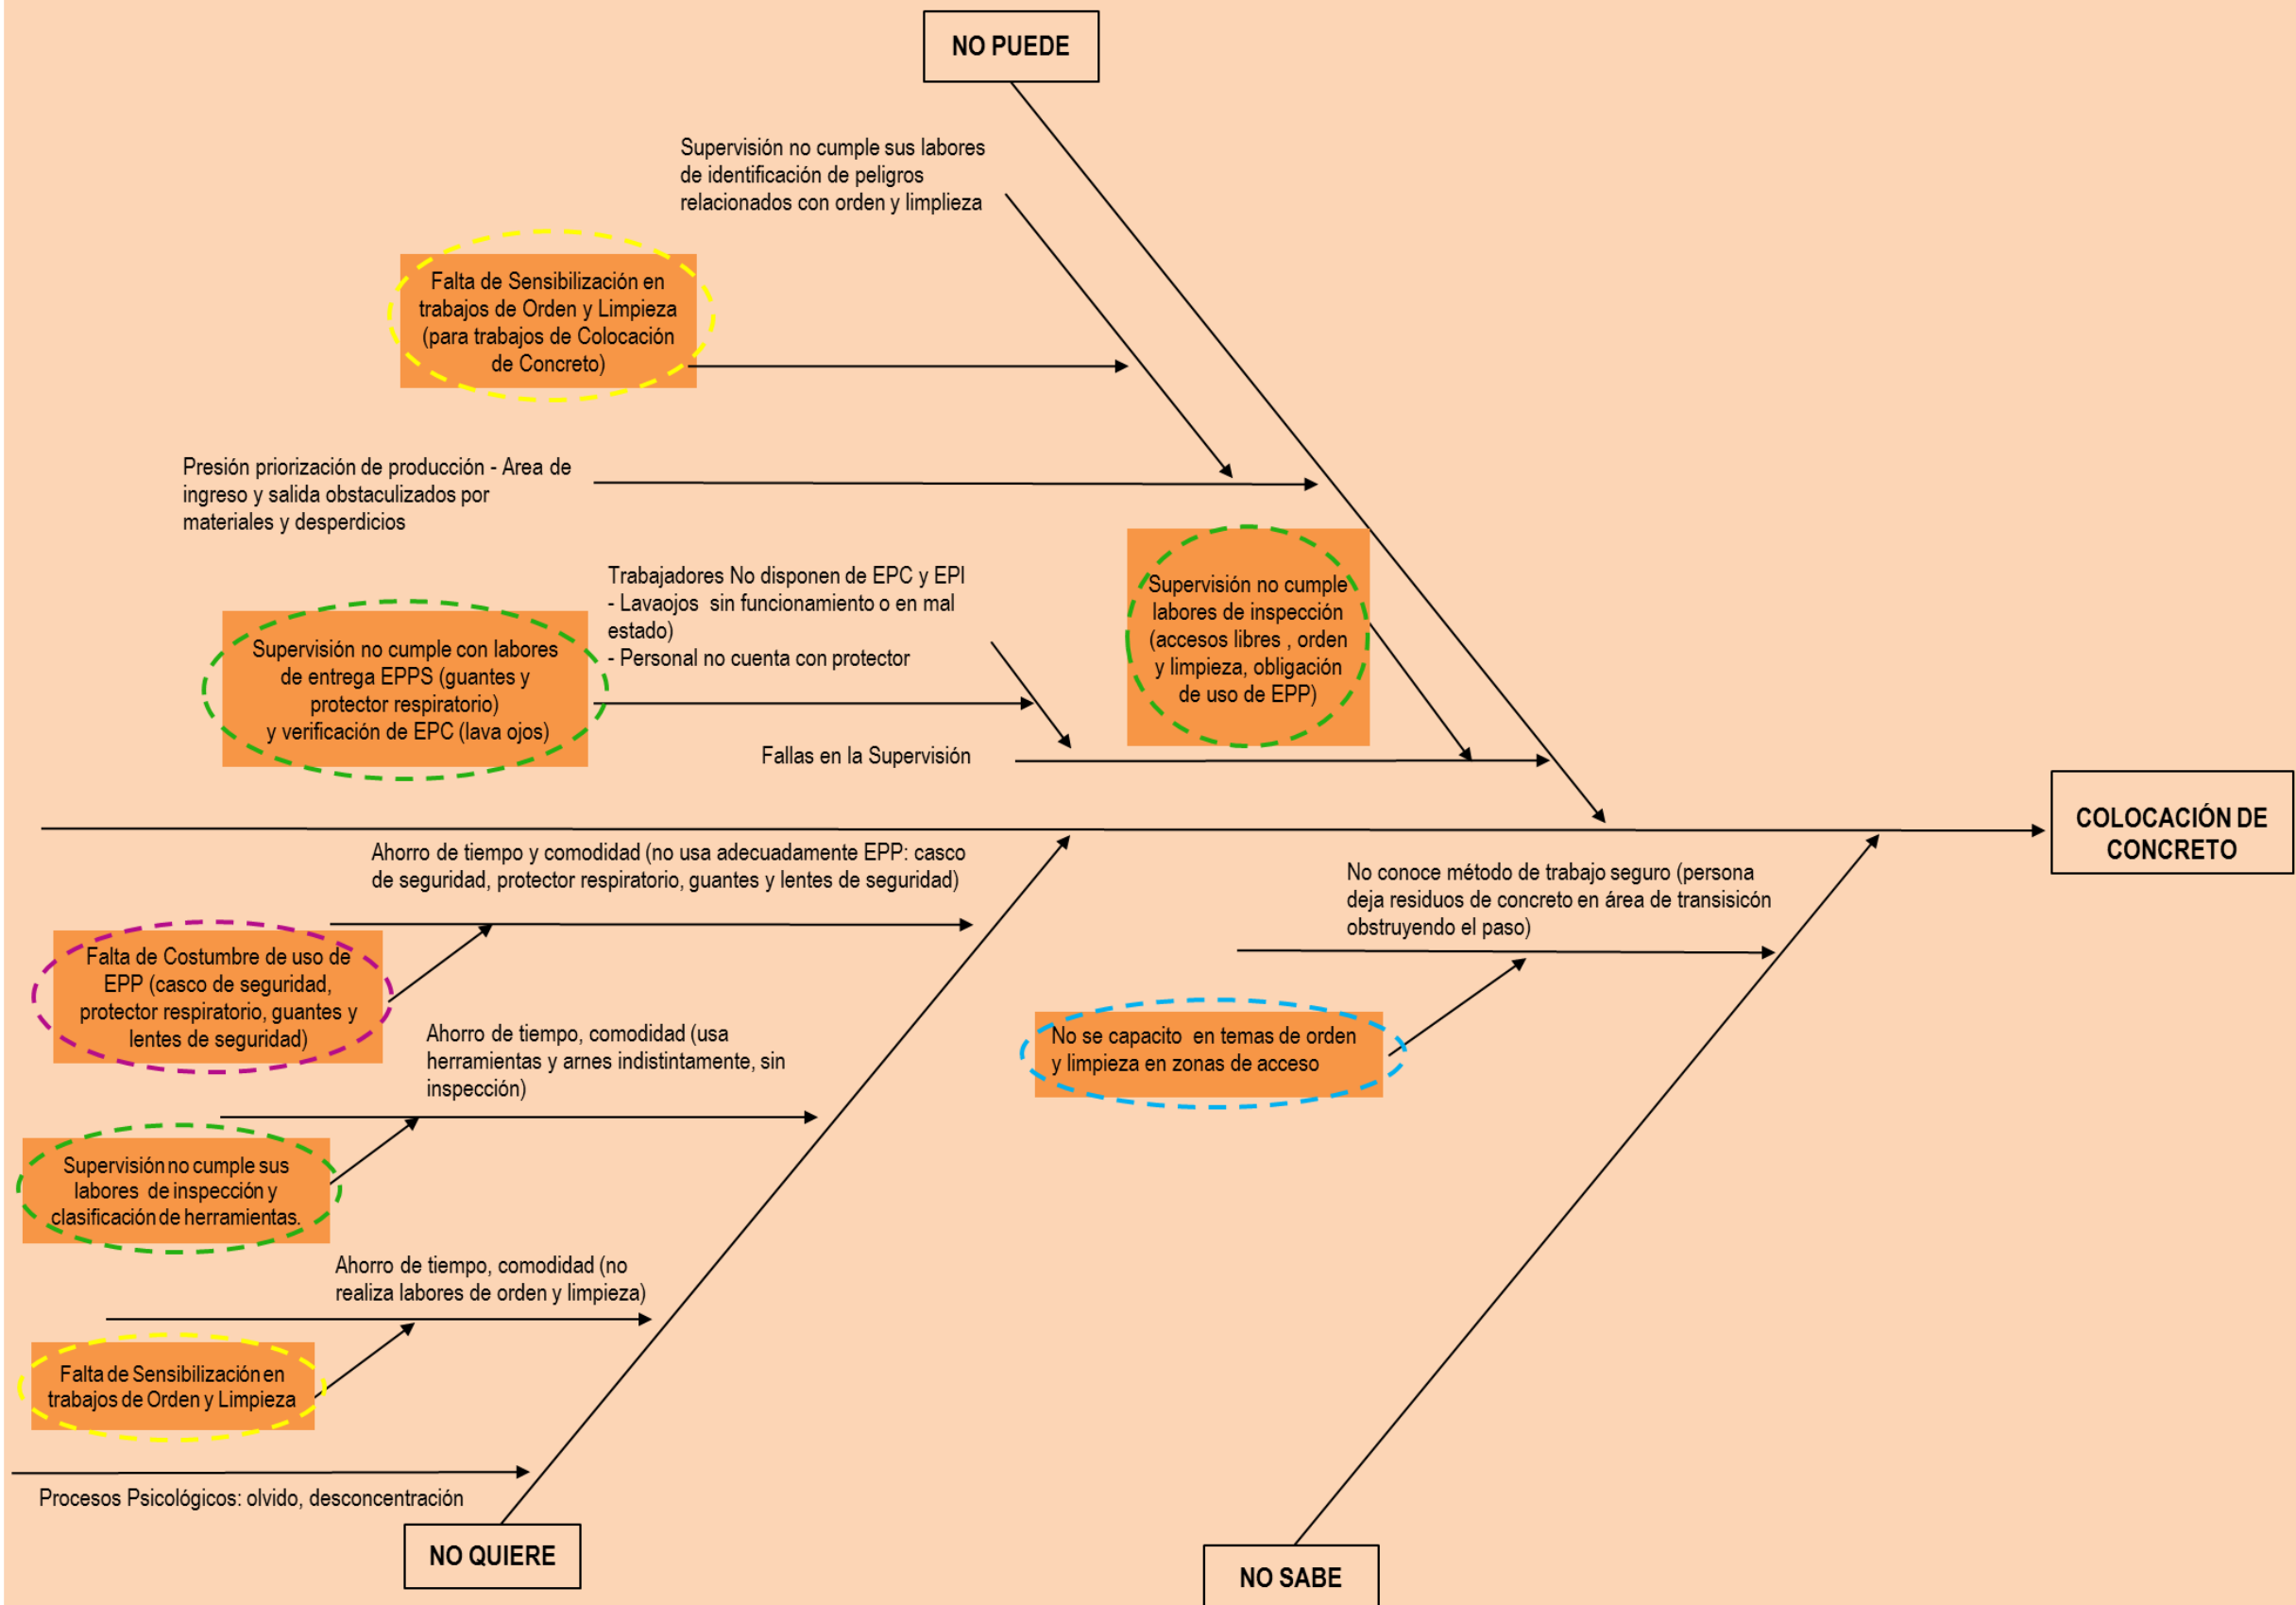 NO PUEDE
Supervisión no cumple sus labores
de identificación de peligros
relacionados con orden y limplieza
Falta de Sensibilización en
trabajos de Orden y Limpieza
(para trabajos de Colocación
de Concreto)
Presión priorización de producción - Area de
ingreso y salida obstaculizados por
materiales y desperdicios
Trabajadores No disponen de EPC y EPI
- Lavaojos sin funcionamiento o en mal
estado)
- Personal no cuenta con protector
Supervisión no cumple
labores de inspección
(accesos libres , orden
y limpieza, obligación
de uso de EPP)
Supervisión no cumple con labores
de entrega EPPS (guantes y
protector respiratorio)
y verificación de EPC (lava ojos)
Fallas en la Supervisión
COLOCACIÓN DE
CONCRETO
Ahorro de tiempo y comodidad (no usa adecuadamente EPP: casco
de seguridad, protector respiratorio, guantes y lentes de seguridad)
No conoce método de trabajo seguro (persona
deja residuos de concreto en área de transisicón
obstruyendo el paso)
Falta de Costumbre de uso de
EPP (casco de seguridad,
protector respiratorio, guantes y
lentes de seguridad)
Ahorro de tiempo, comodidad (usa
herramientas y arnes indistintamente, sin
inspección)
No se capacito en temas de orden
y limpieza en zonas de acceso
Supervisión no cumple sus
labores de inspección y
clasificación de herramientas.
Ahorro de tiempo, comodidad (no
realiza labores de orden y limpieza)
Falta de Sensibilización en
trabajos de Orden y Limpieza
Procesos Psicológicos: olvido, desconcentración
NO QUIERE
NO SABE